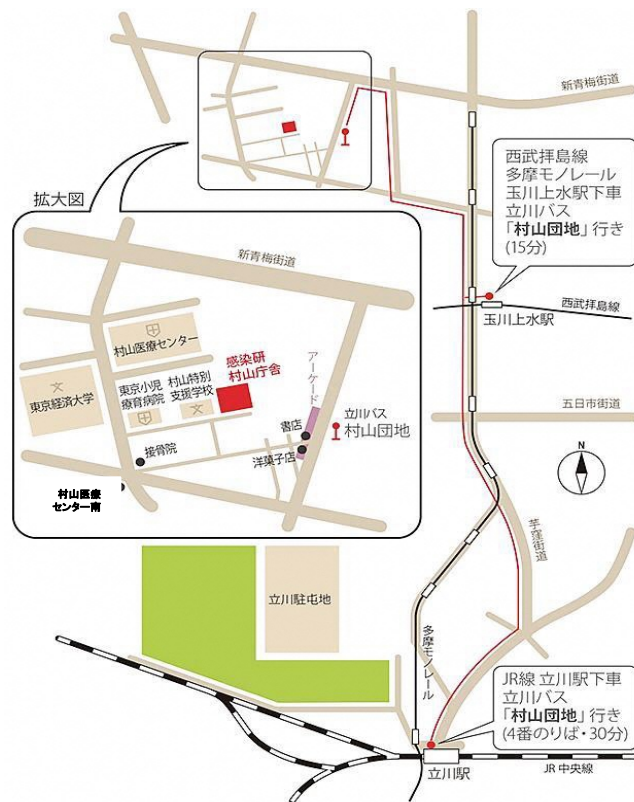 新青梅街道
西武拝島線
多摩モノレール
玉川上水駅下車
立川バス
「村山団地」行き
(15分)
拡大図
新青梅街道
西武拝島線
玉川上水駅
村山医療センター
アーケード
感染研
村山庁舎
東京小児
療育病院
村山特別
支援学校
東京経済大学
立川バス
村山団地
五日市街道
書店
洋菓子店
接骨院
N
村山医療
センター南
芋窪街道
立川駐屯地
多摩モノレール
JR線 立川駅下車
立川バス
「村山団地」行き
(4番のりば・30分)
立川駅
JR 中央線